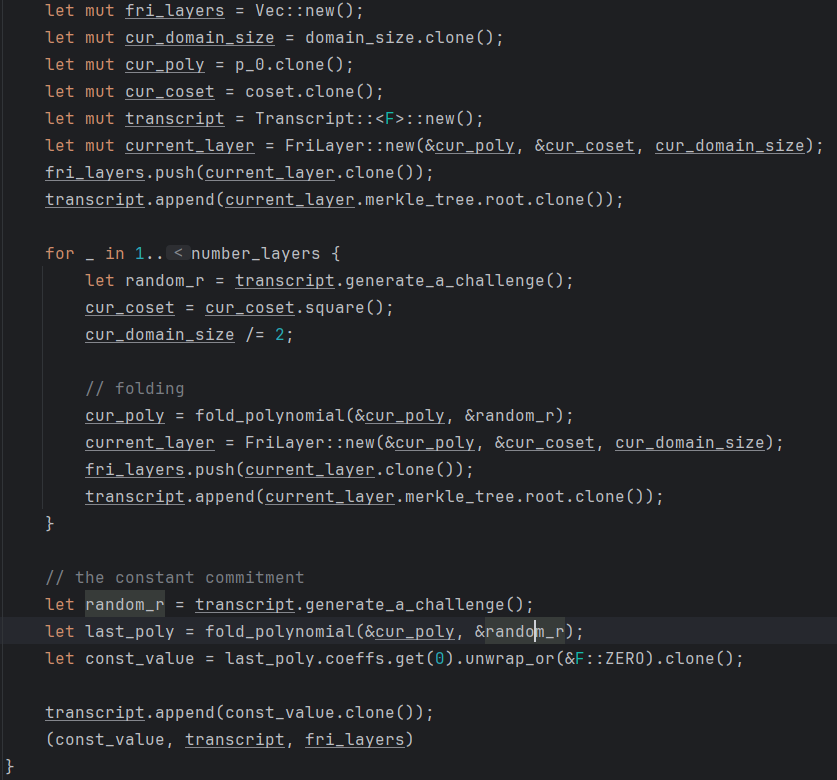 let mut fri_layers = Vec::new();
let mut cur_domain_size = domain_size.clone();
let mut cur_poly = p_0.clone();
let mut cur_coset = coset.clone();
let mut transcript = Transcript::<F>::new();
let mut current_layer = FriLayer::new(&cur_poly, &cur_coset, cur_domain_size);
fri_layers.push(current_layer.clone());
transcript.append(current_layer.merkle_tree.root.clone());
for _ in 1..<number_layers {
let random_r = transcript.generate_a_challenge();
cur_coset = cur_coset.square();
cur_domain_size /= 2;
// folding
cur_poly = fold_polynomial(&cur_poly, &random_r);
current_layer = FriLayer::new(&cur_poly, &cur_coset, cur_domain_size);
fri_layers.push(current_layer.clone());
transcript.append(current_layer.merkle_tree.root.clone());
}
// the constant commitment
let random_r = transcript.generate_a_challenge();
let last_poly = fold_polynomial(&cur_poly, &random_r);
let const_value = last_poly.coeffs.get(0).unwrap_or(&F::ZERO).clone();
transcript.append(const_value.clone());
(const_value, transcript, fri_layers)
}